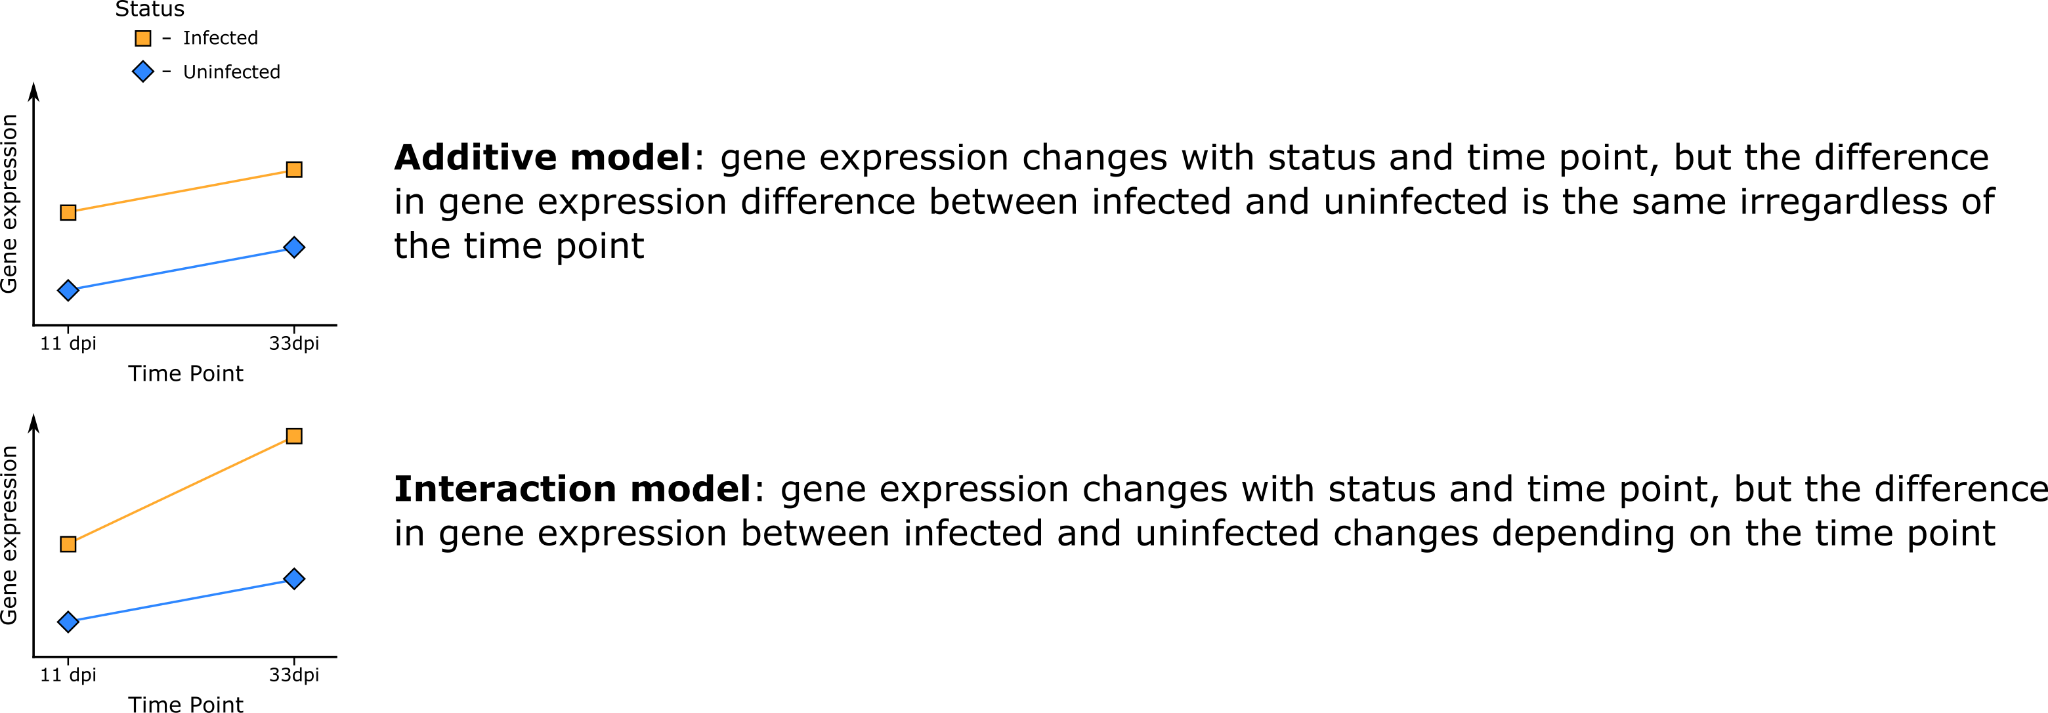 Status
– Infected
– Uninfected
Gene expression
11 dpi
33dpi
Time Point
Additive model: gene expression changes with status and time point, but the difference
in gene expression difference between infected and uninfected is the same irregardless of
the time point
Gene expression
11 dpi
33dpi
Time Point
Interaction model: gene expression changes with status and time point, but the difference
in gene expression between infected and uninfected changes depending on the time point